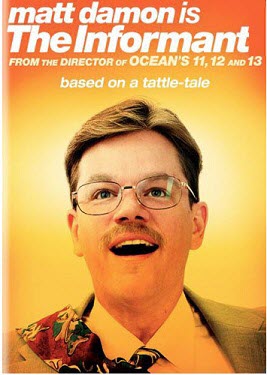 matt damon is
The Informant
FROM THE DIRECTOR OF OCEAN'S 11, 12 AND 13
based on a tattle-tale